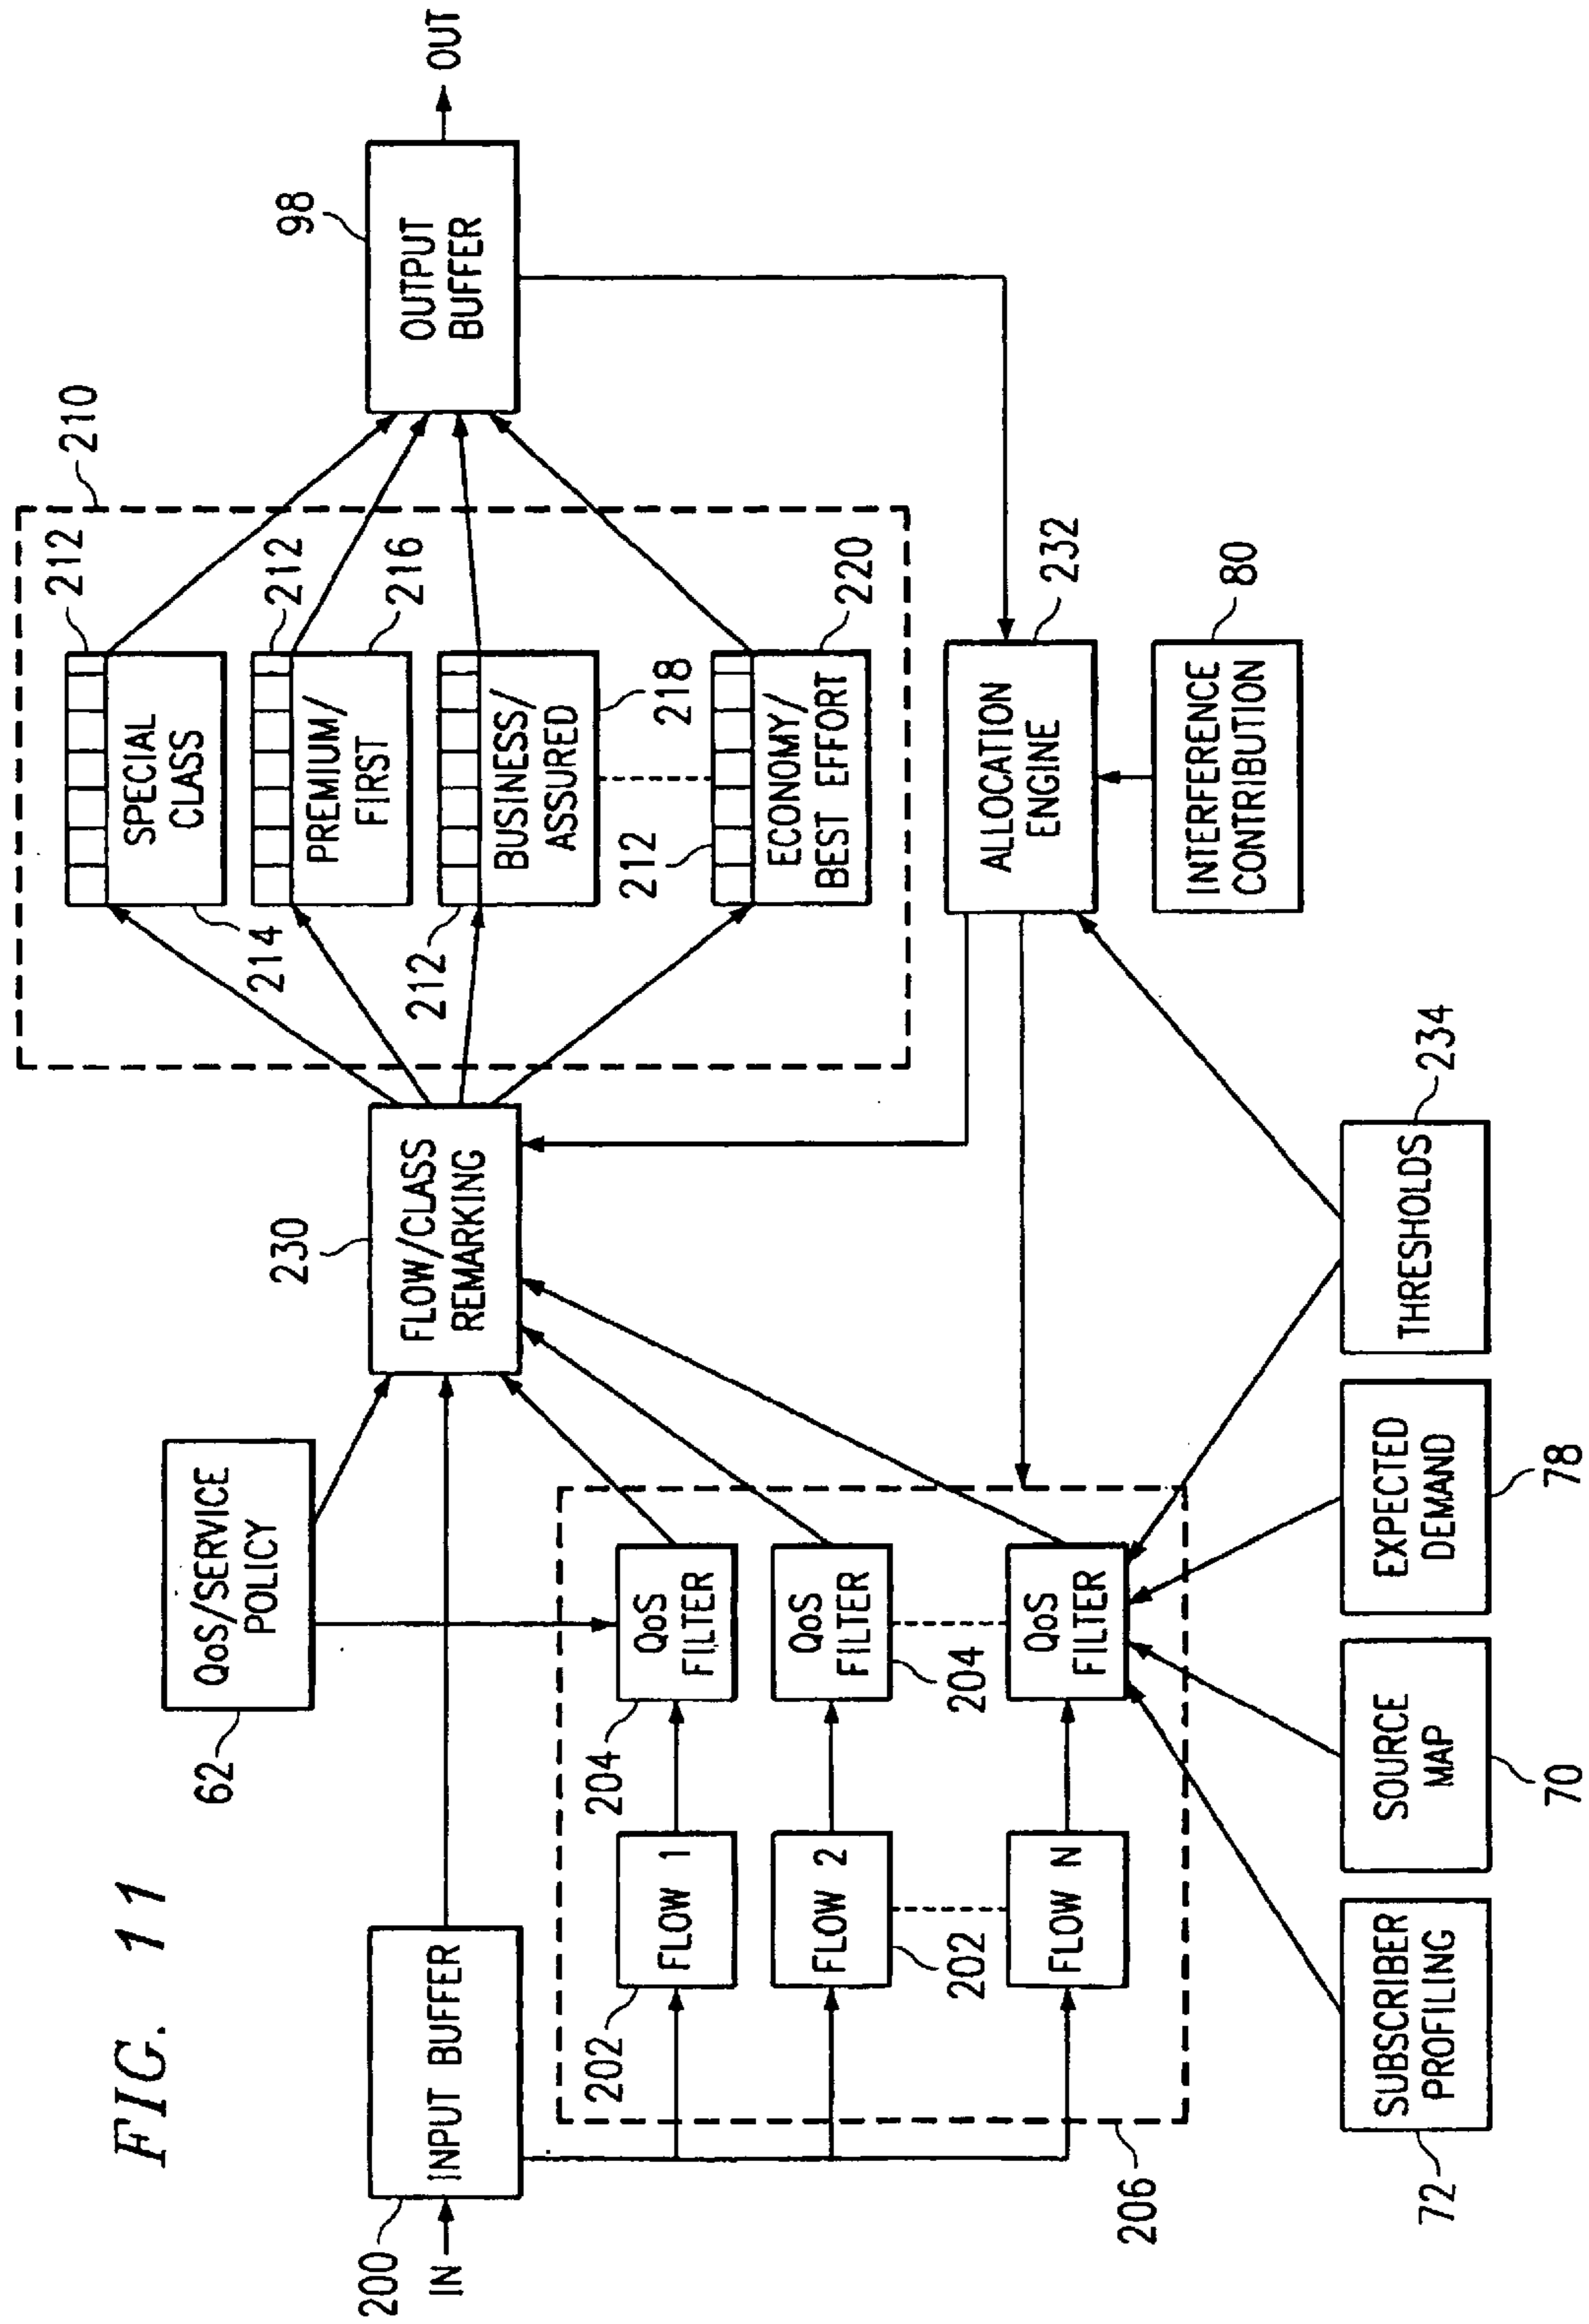 FIG. 11
IN
200
INPUT BUFFER
62
QoS/SERVICE
POLICY
230
FLOW/CLASS
REMARKING
210
212
SPECIAL
CLASS
214
212
PREMIUM/
FIRST
216
212
BUSINESS/
ASSURED
218
212
ECONOMY/
BEST EFFORT
220
98
OUTPUT
BUFFER
OUT
202
FLOW 1
204
QoS
FILTER
FLOW 2
202
QoS
FILTER
204
FLOW N
QoS
FILTER
206
ALLOCATION
ENGINE
232
INTERFERENCE
CONTRIBUTION
80
SUBSCRIBER
PROFILING
72
SOURCE
MAP
70
EXPECTED
DEMAND
78
THRESHOLDS
234